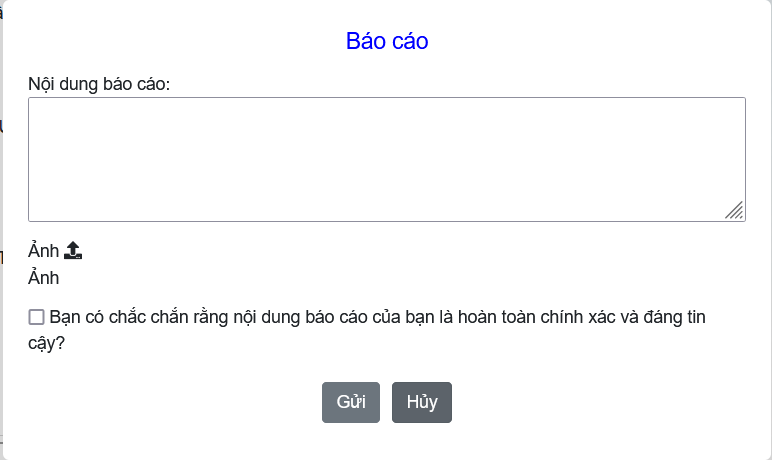 Báo cáo
Nội dung báo cáo:
Ảnh
Ảnh
Bạn có chắc chắn rằng nội dung báo cáo của bạn là hoàn toàn chính xác và đáng tin
cậy?
Gửi Hủy